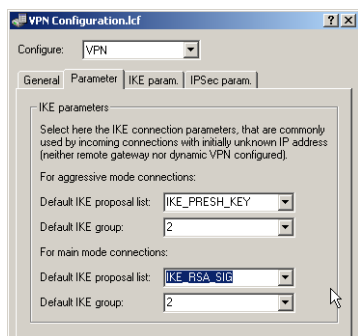 VPN Configuration.lcf
Configure: VPN
General Parameter IKE param. IPSec param.
IKE parameters
Select here the IKE connection parameters, that are commonly
used by incoming connections with initially unknown IP address
(neither remote gateway nor dynamic VPN configured).
For aggressive mode connections:
Default IKE proposal list: IKE_PRESH_KEY
Default IKE group: 2
For main mode connections:
Default IKE proposal list: IKE_RSA_SIG
Default IKE group: 2